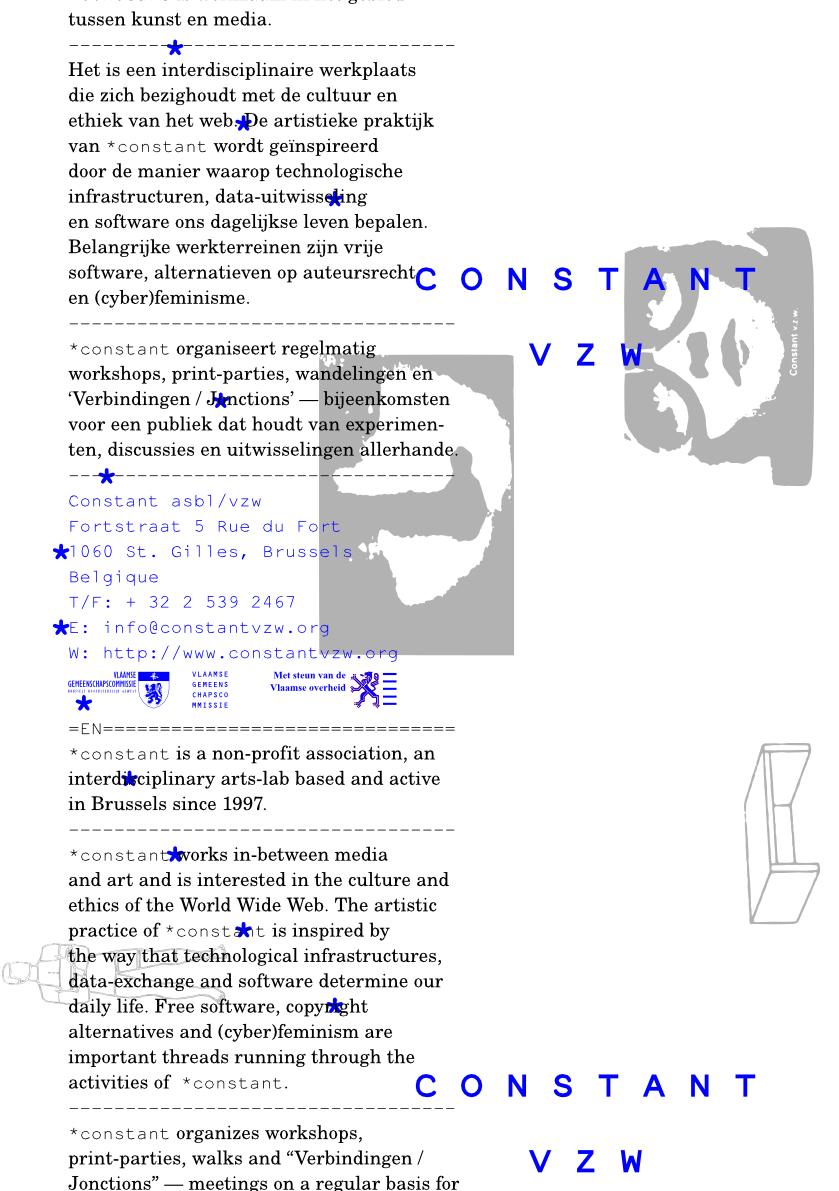 tussen kunst en media.
----------------------------------
Het is een interdisciplinaire werkplaats
die zich bezighoudt met de cultuur en
ethiek van het web. De artistieke praktijk
van *constant wordt geïnspireerd
door de manier waarop technologische
infrastructuren, data-uitwisseling
en software ons dagelijkse leven bepalen.
Belangrijke werkterreinen zijn vrije
software, alternatieven op auteursrecht
en (cyber)feminisme.
----------------------------------
*constant organiseert regelmatig
workshops, print-parties, wandelingen en
‘Verbindingen / Jonctions’ — bijeenkomsten
voor een publiek dat houdt van experimen-
ten, discussies en uitwisselingen allerhande.
----------------------------------
Constant asbl/vzw
Fortstraat 5 Rue du Fort
*1060 St. Gilles, Brussels
Belgique
T/F: + 32 2 539 2467
*E: info@constantvzw.org
W: http://www.constantvzw.org
VLAAMSE
GEMEENSCHAPSCOMMISSIE
VLAAMSE
GEMEENS
CHAPSCO
MMISSIE
Met steun van de
Vlaamse overheid
=EN===============================
*constant is a non-profit association, an
interdisciplinary arts-lab based and active
in Brussels since 1997.
----------------------------------
*constant works in-between media
and art and is interested in the culture and
ethics of the World Wide Web. The artistic
practice of *constant is inspired by
the way that technological infrastructures,
data-exchange and software determine our
daily life. Free software, copyright
alternatives and (cyber)feminism are
important threads running through the
activities of *constant.
----------------------------------
*constant organizes workshops,
print-parties, walks and “Verbindingen /
Jonctions” — meetings on a regular basis for
CONSTANT
VZW
Constant v.z.w.
CONSTANT
VZW